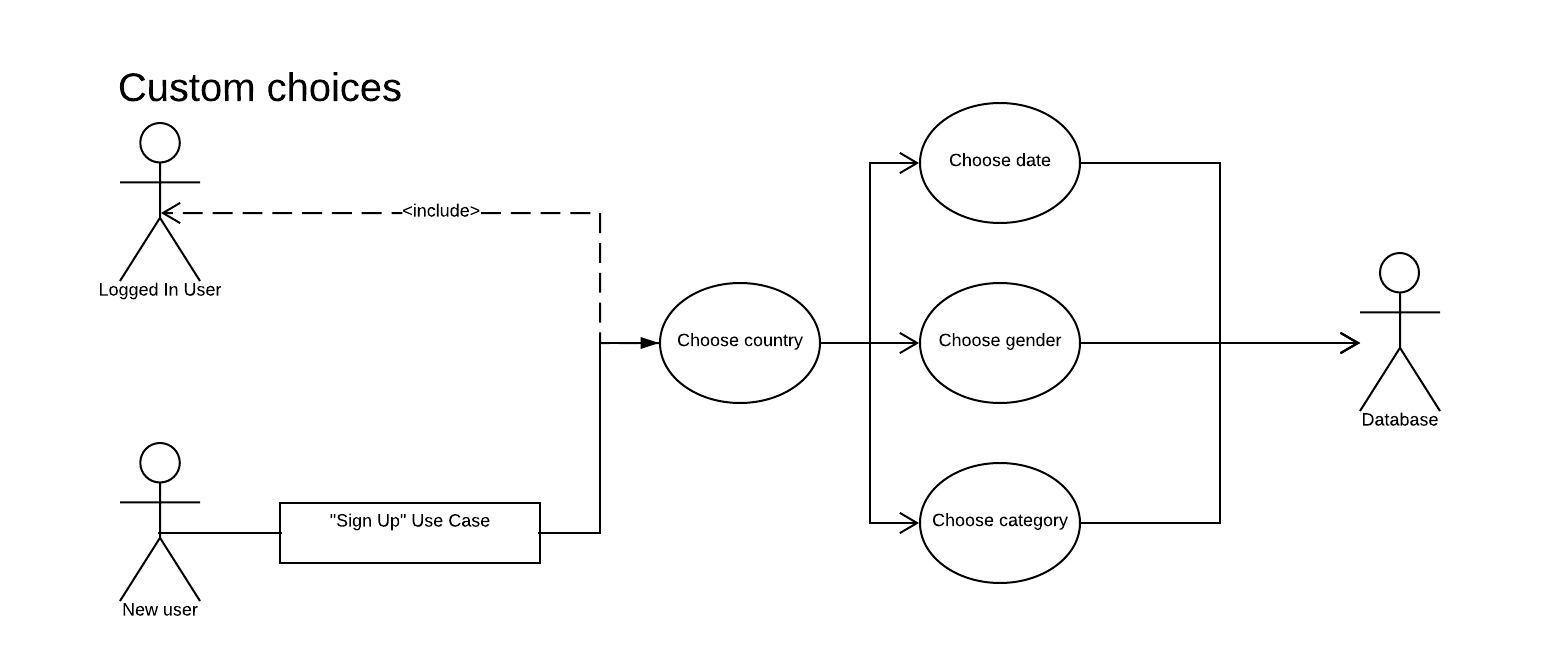 Custom choices
Logged In User
<include>
Choose date
Choose country
Choose gender
Choose category
Database
"Sign Up" Use Case
New user